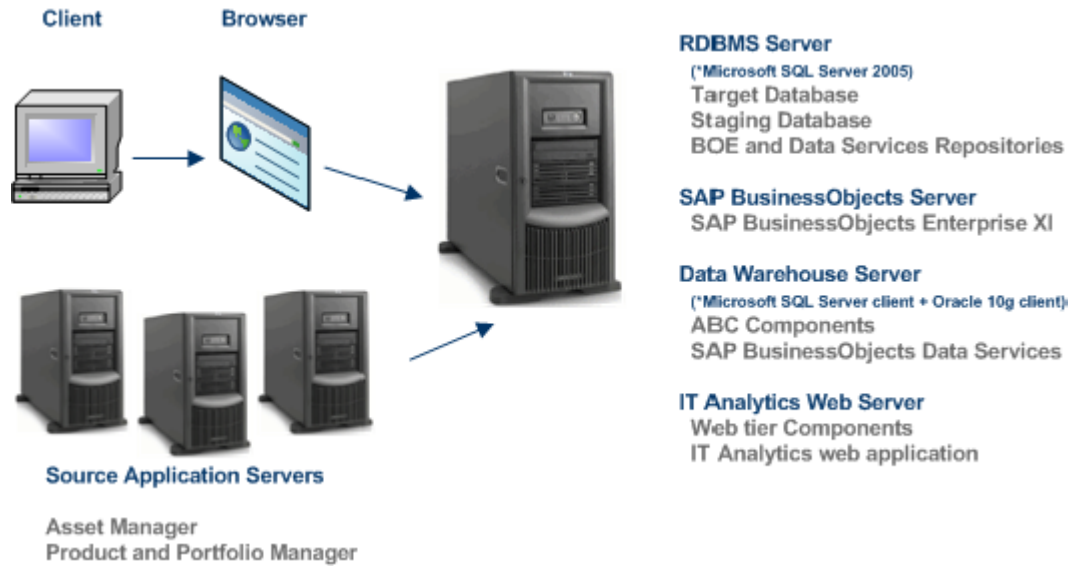 Client
Browser
RDBMS Server
(*Microsoft SQL Server 2005)
Target Database
Staging Database
BOE and Data Services Repositories
SAP BusinessObjects Server
SAP BusinessObjects Enterprise XI
Data Warehouse Server
(*Microsoft SQL Server client + Oracle 10g client)
ABC Components
SAP BusinessObjects Data Services
IT Analytics Web Server
Web tier Components
IT Analytics web application
Source Application Servers
Asset Manager
Product and Portfolio Manager